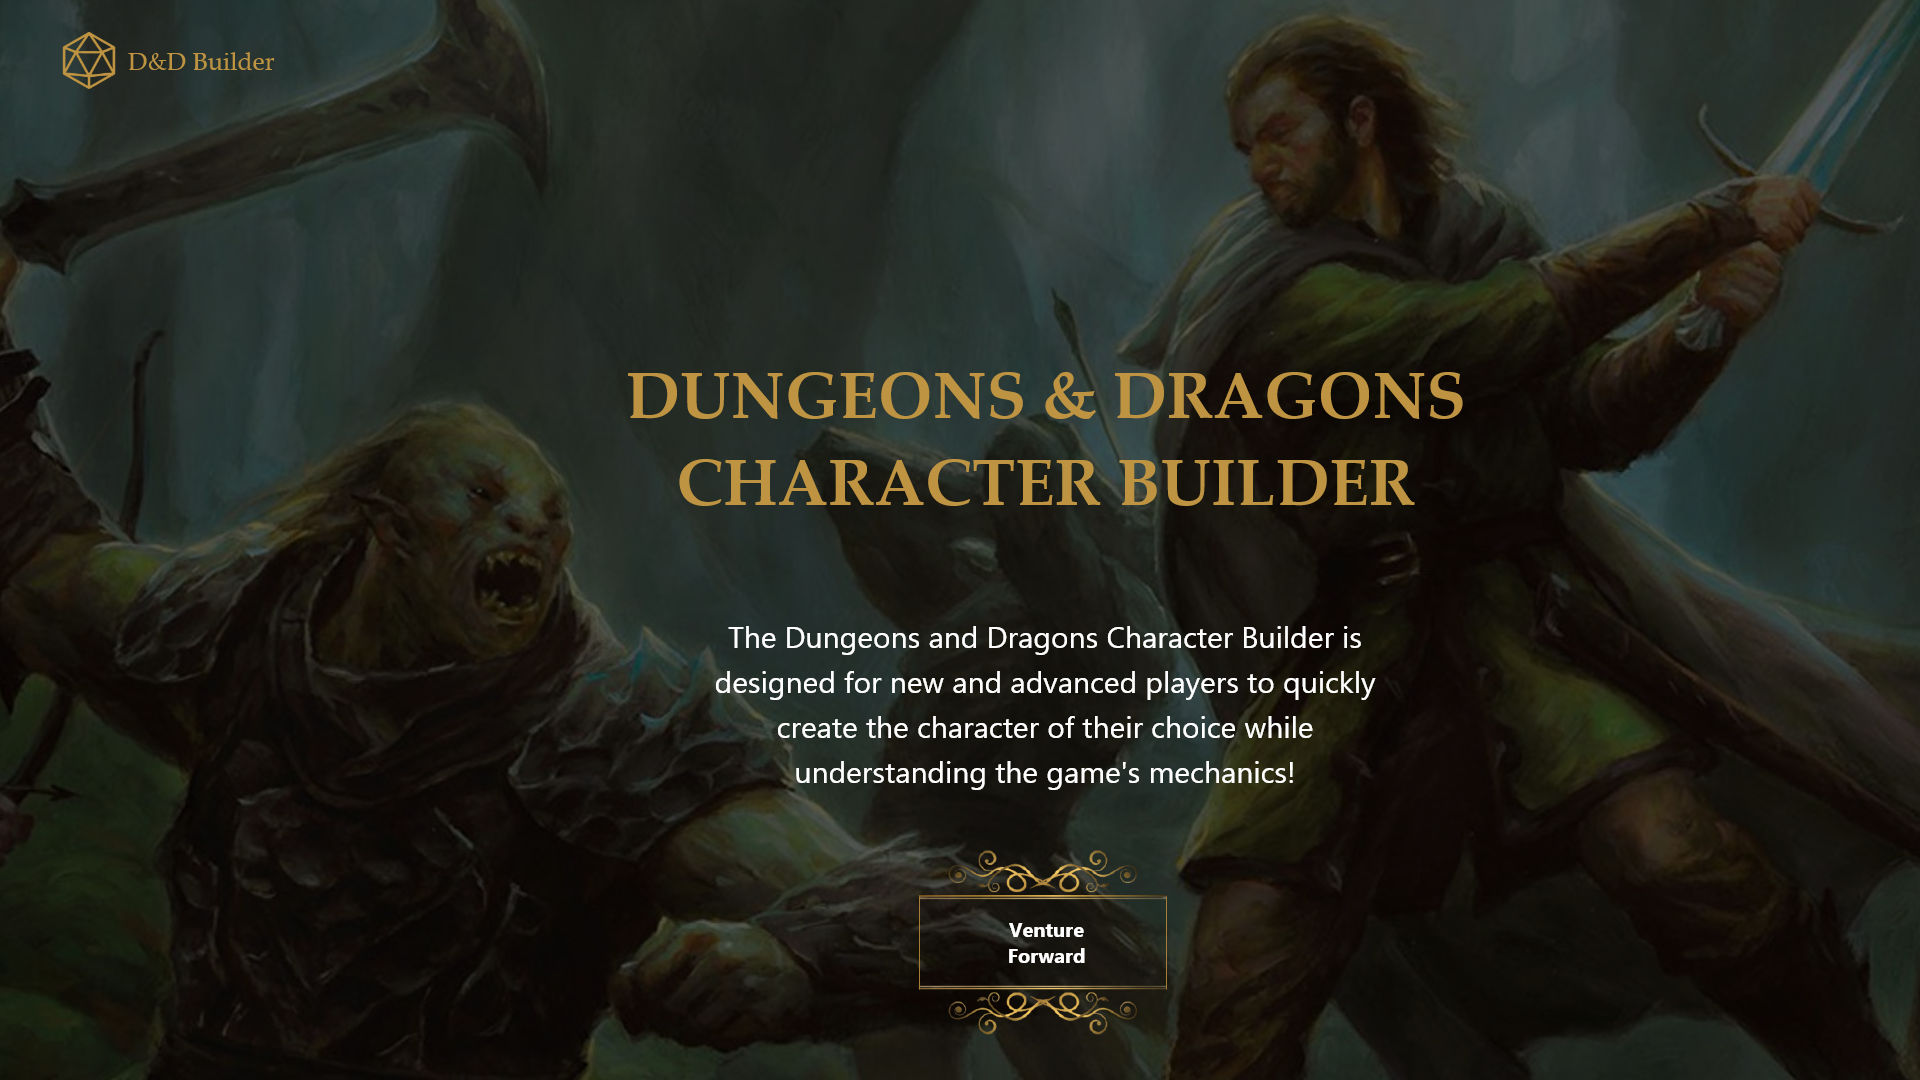 D&D Builder
DUNGEONS & DRAGONS
CHARACTER BUILDER
The Dungeons and Dragons Character Builder is
designed for new and advanced players to quickly
create the character of their choice while
understanding the game's mechanics!
Venture
Forward